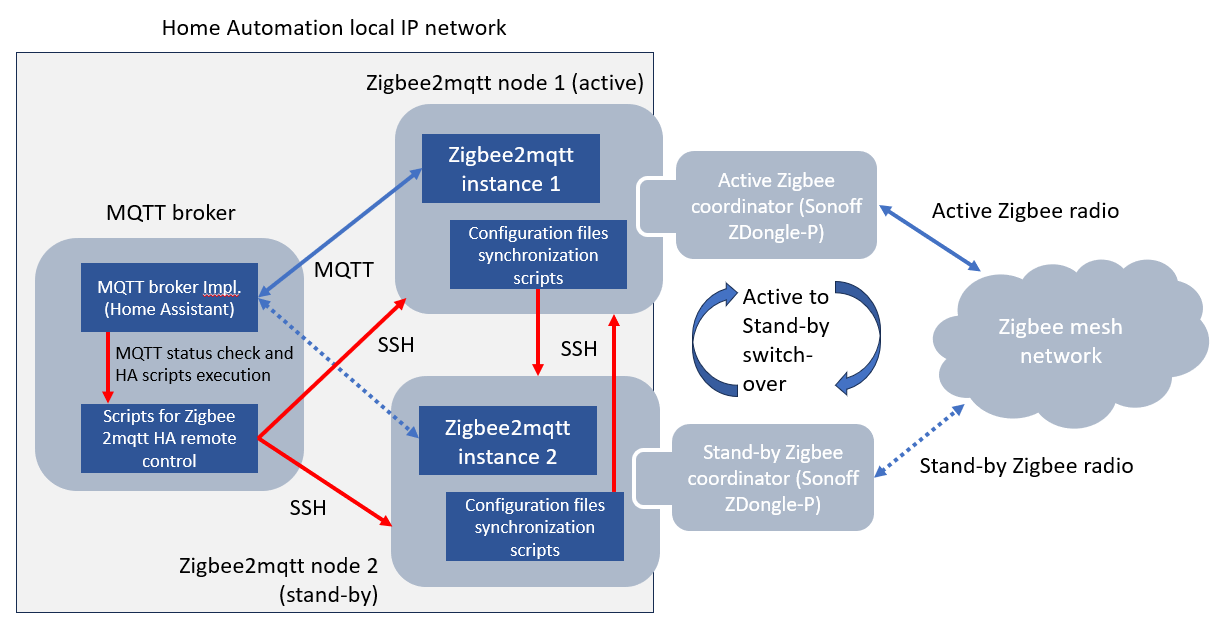 Home Automation local IP network
Zigbee2mqtt node 1 (active)
Zigbee2mqtt
instance 1
Configuration files
synchronization
scripts
Active Zigbee
coordinator (Sonoff
ZDongle-P)
Active Zigbee radio
MQTT broker
MQTT broker Impl.
(Home Assistant)
MQTT
MQTT status check and
HA scripts execution
Scripts for Zigbee
2mqtt HA remote
control
SSH
SSH
SSH
Active to
Stand-by
switch-
over
Zigbee mesh
network
Zigbee2mqtt
instance 2
Configuration files
synchronization
scripts
Stand-by Zigbee
coordinator (Sonoff
ZDongle-P)
Stand-by Zigbee radio
Zigbee2mqtt node 2
(stand-by)